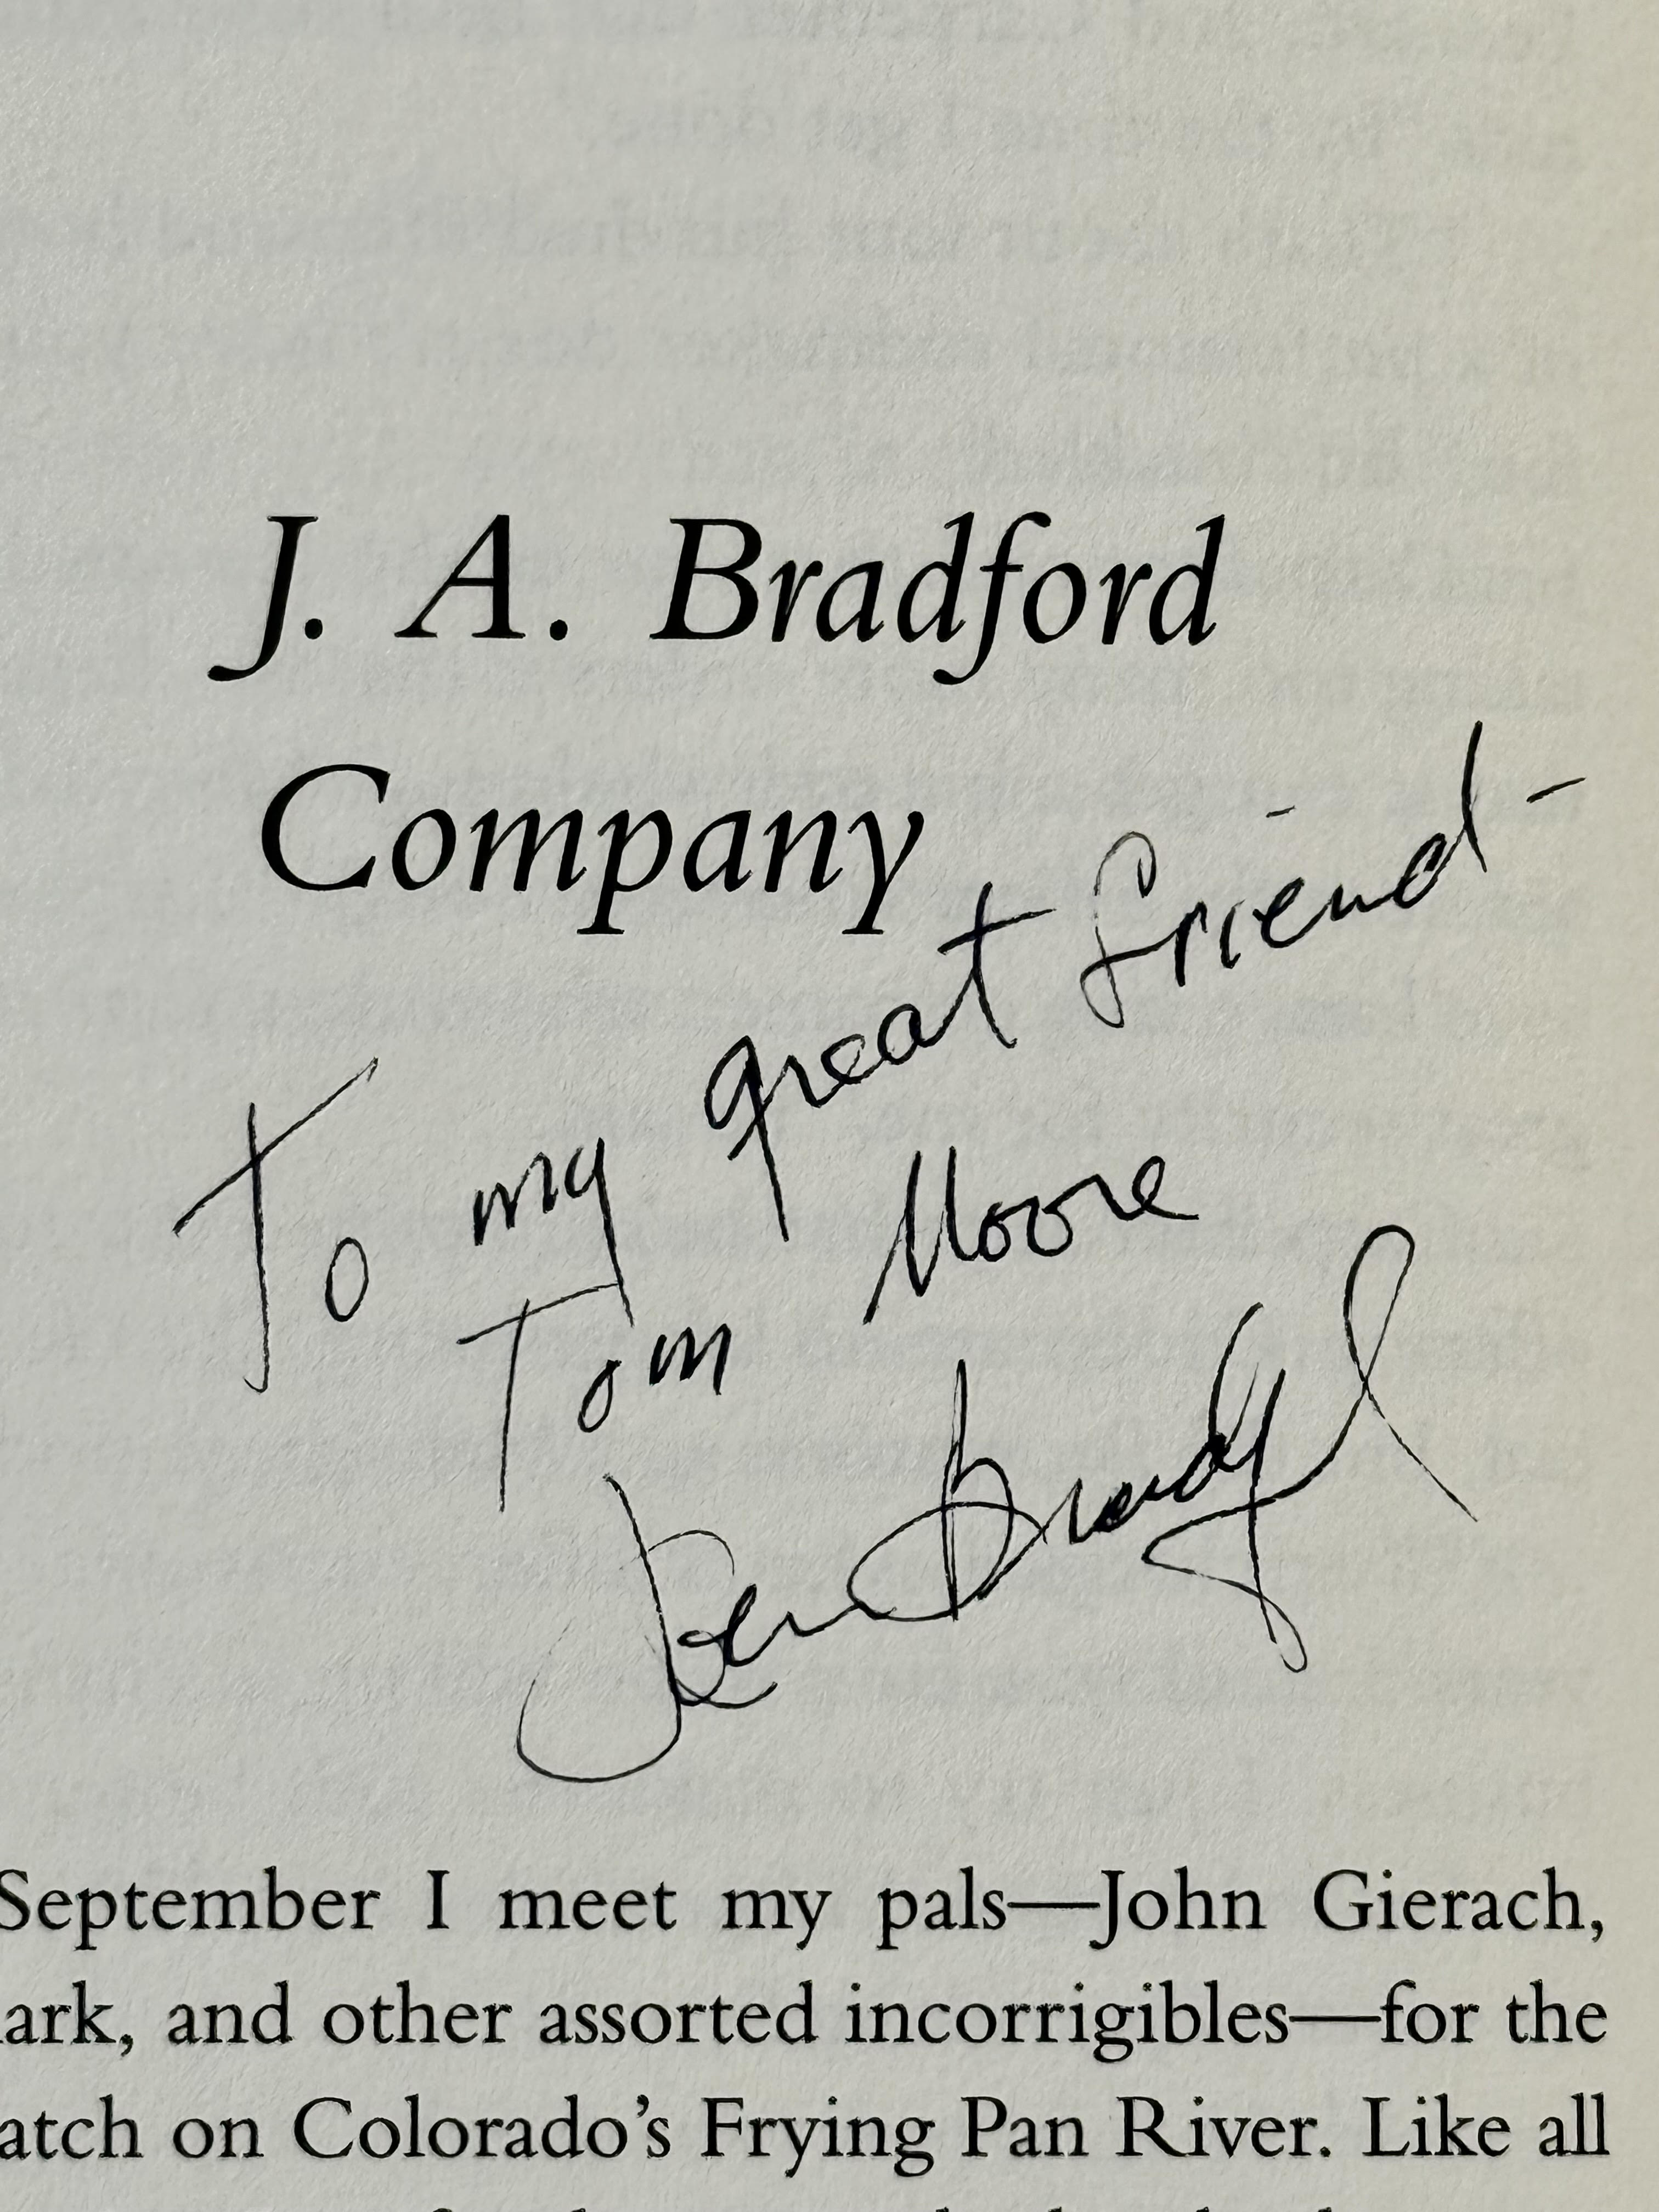 J. A. Bradford
Company
To my great friend-
Tom Moore
September I meet my pals—John Gierach,
ark, and other assorted incorrigibles—for the
atch on Colorado's Frying Pan River. Like all